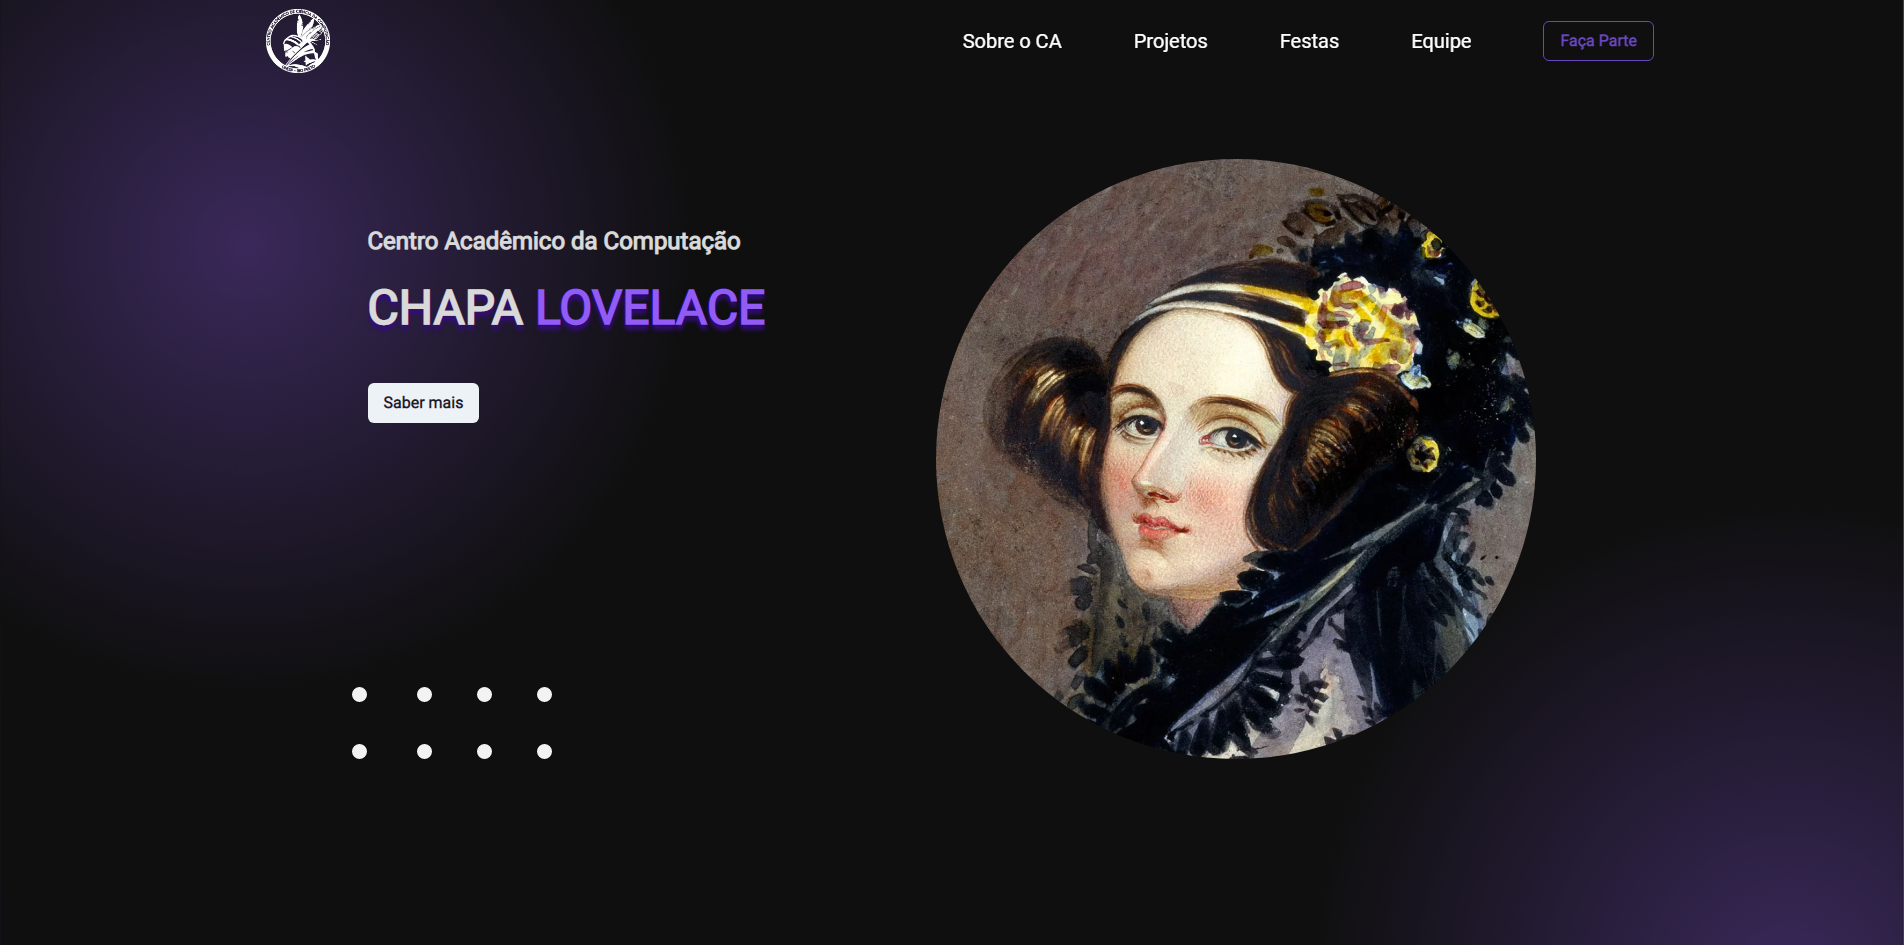 Sobre o CA
Projetos
Festas
Equipe
Faça Parte
Centro Acadêmico da Computação
CHAPA LOVELACE
Saber mais